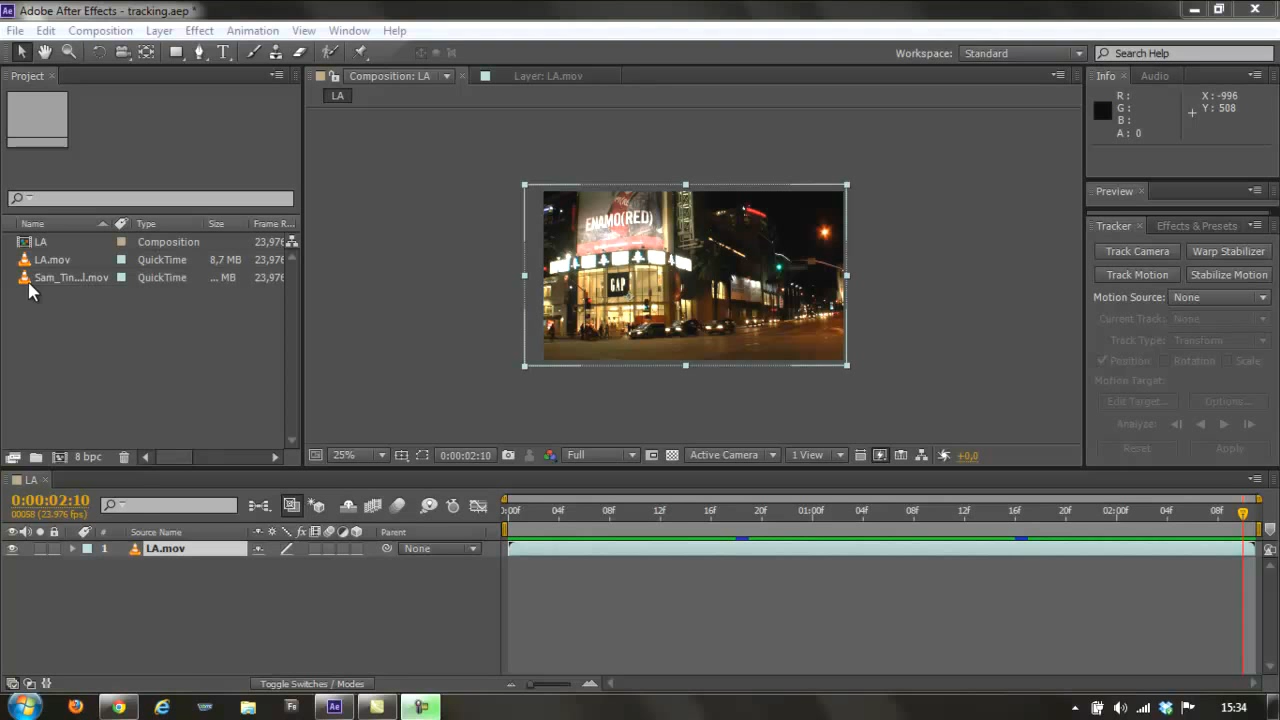 Adobe After Effects - tracking.aep *
File Edit Composition Layer Effect Animation View Window Help
Workspace: Standard Search Help
Project
Composition: LA Layer: LA.mov
Info Audio
LA
R :
G :
B :
A : 0
X : -996
Y : 508
ENAMO(RED)
GAP
Preview
Name Type Size Frame R...
Tracker Effects & Presets
LA Composition 23,976
LA.mov QuickTime 8,7 MB 23,976
Sam_Tin...l.mov QuickTime ... MB 23,976
Track Camera Warp Stabilizer
Track Motion Stabilize Motion
Motion Source: None
Current Track: None
Track Type: Transform
Position Rotation Scale
Motion Target:
Edit Target... Options...
Analyze:
Reset Apply
8 bpc
25% 0:00:02:10 Full Active Camera 1 View +0,0
LA
0:00:02:10
00058 (23.976 fps)
):00f 04f 08f 12f 16f 20f 01:00f 04f 08f 12f 16f 20f 02:00f 04f 08f
# Source Name Parent
1 LA.mov None
Toggle Switches / Modes
Ae Fs Ae
15:34